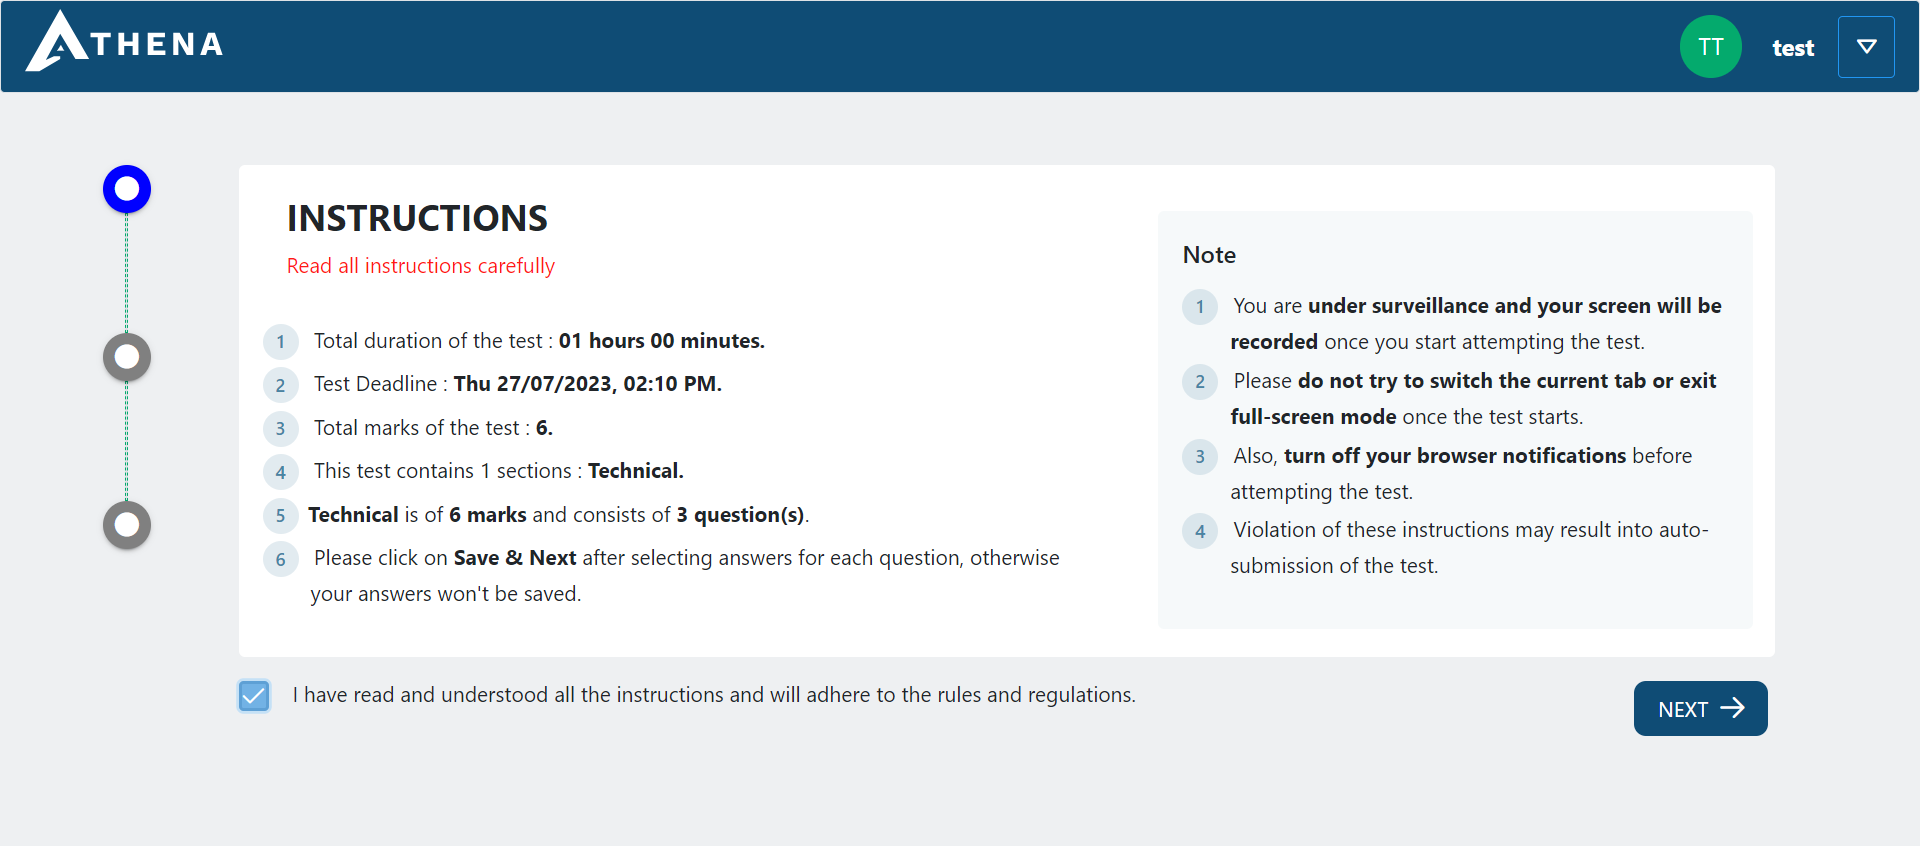 ATHENA
TT
test
INSTRUCTIONS
Read all instructions carefully
1 Total duration of the test : 01 hours 00 minutes.
2 Test Deadline : Thu 27/07/2023, 02:10 PM.
3 Total marks of the test : 6.
4 This test contains 1 sections : Technical.
5 Technical is of 6 marks and consists of 3 question(s).
6 Please click on Save & Next after selecting answers for each question, otherwise
your answers won't be saved.
Note
1 You are under surveillance and your screen will be
recorded once you start attempting the test.
2 Please do not try to switch the current tab or exit
full-screen mode once the test starts.
3 Also, turn off your browser notifications before
attempting the test.
4 Violation of these instructions may result into auto-
submission of the test.
I have read and understood all the instructions and will adhere to the rules and regulations.
NEXT